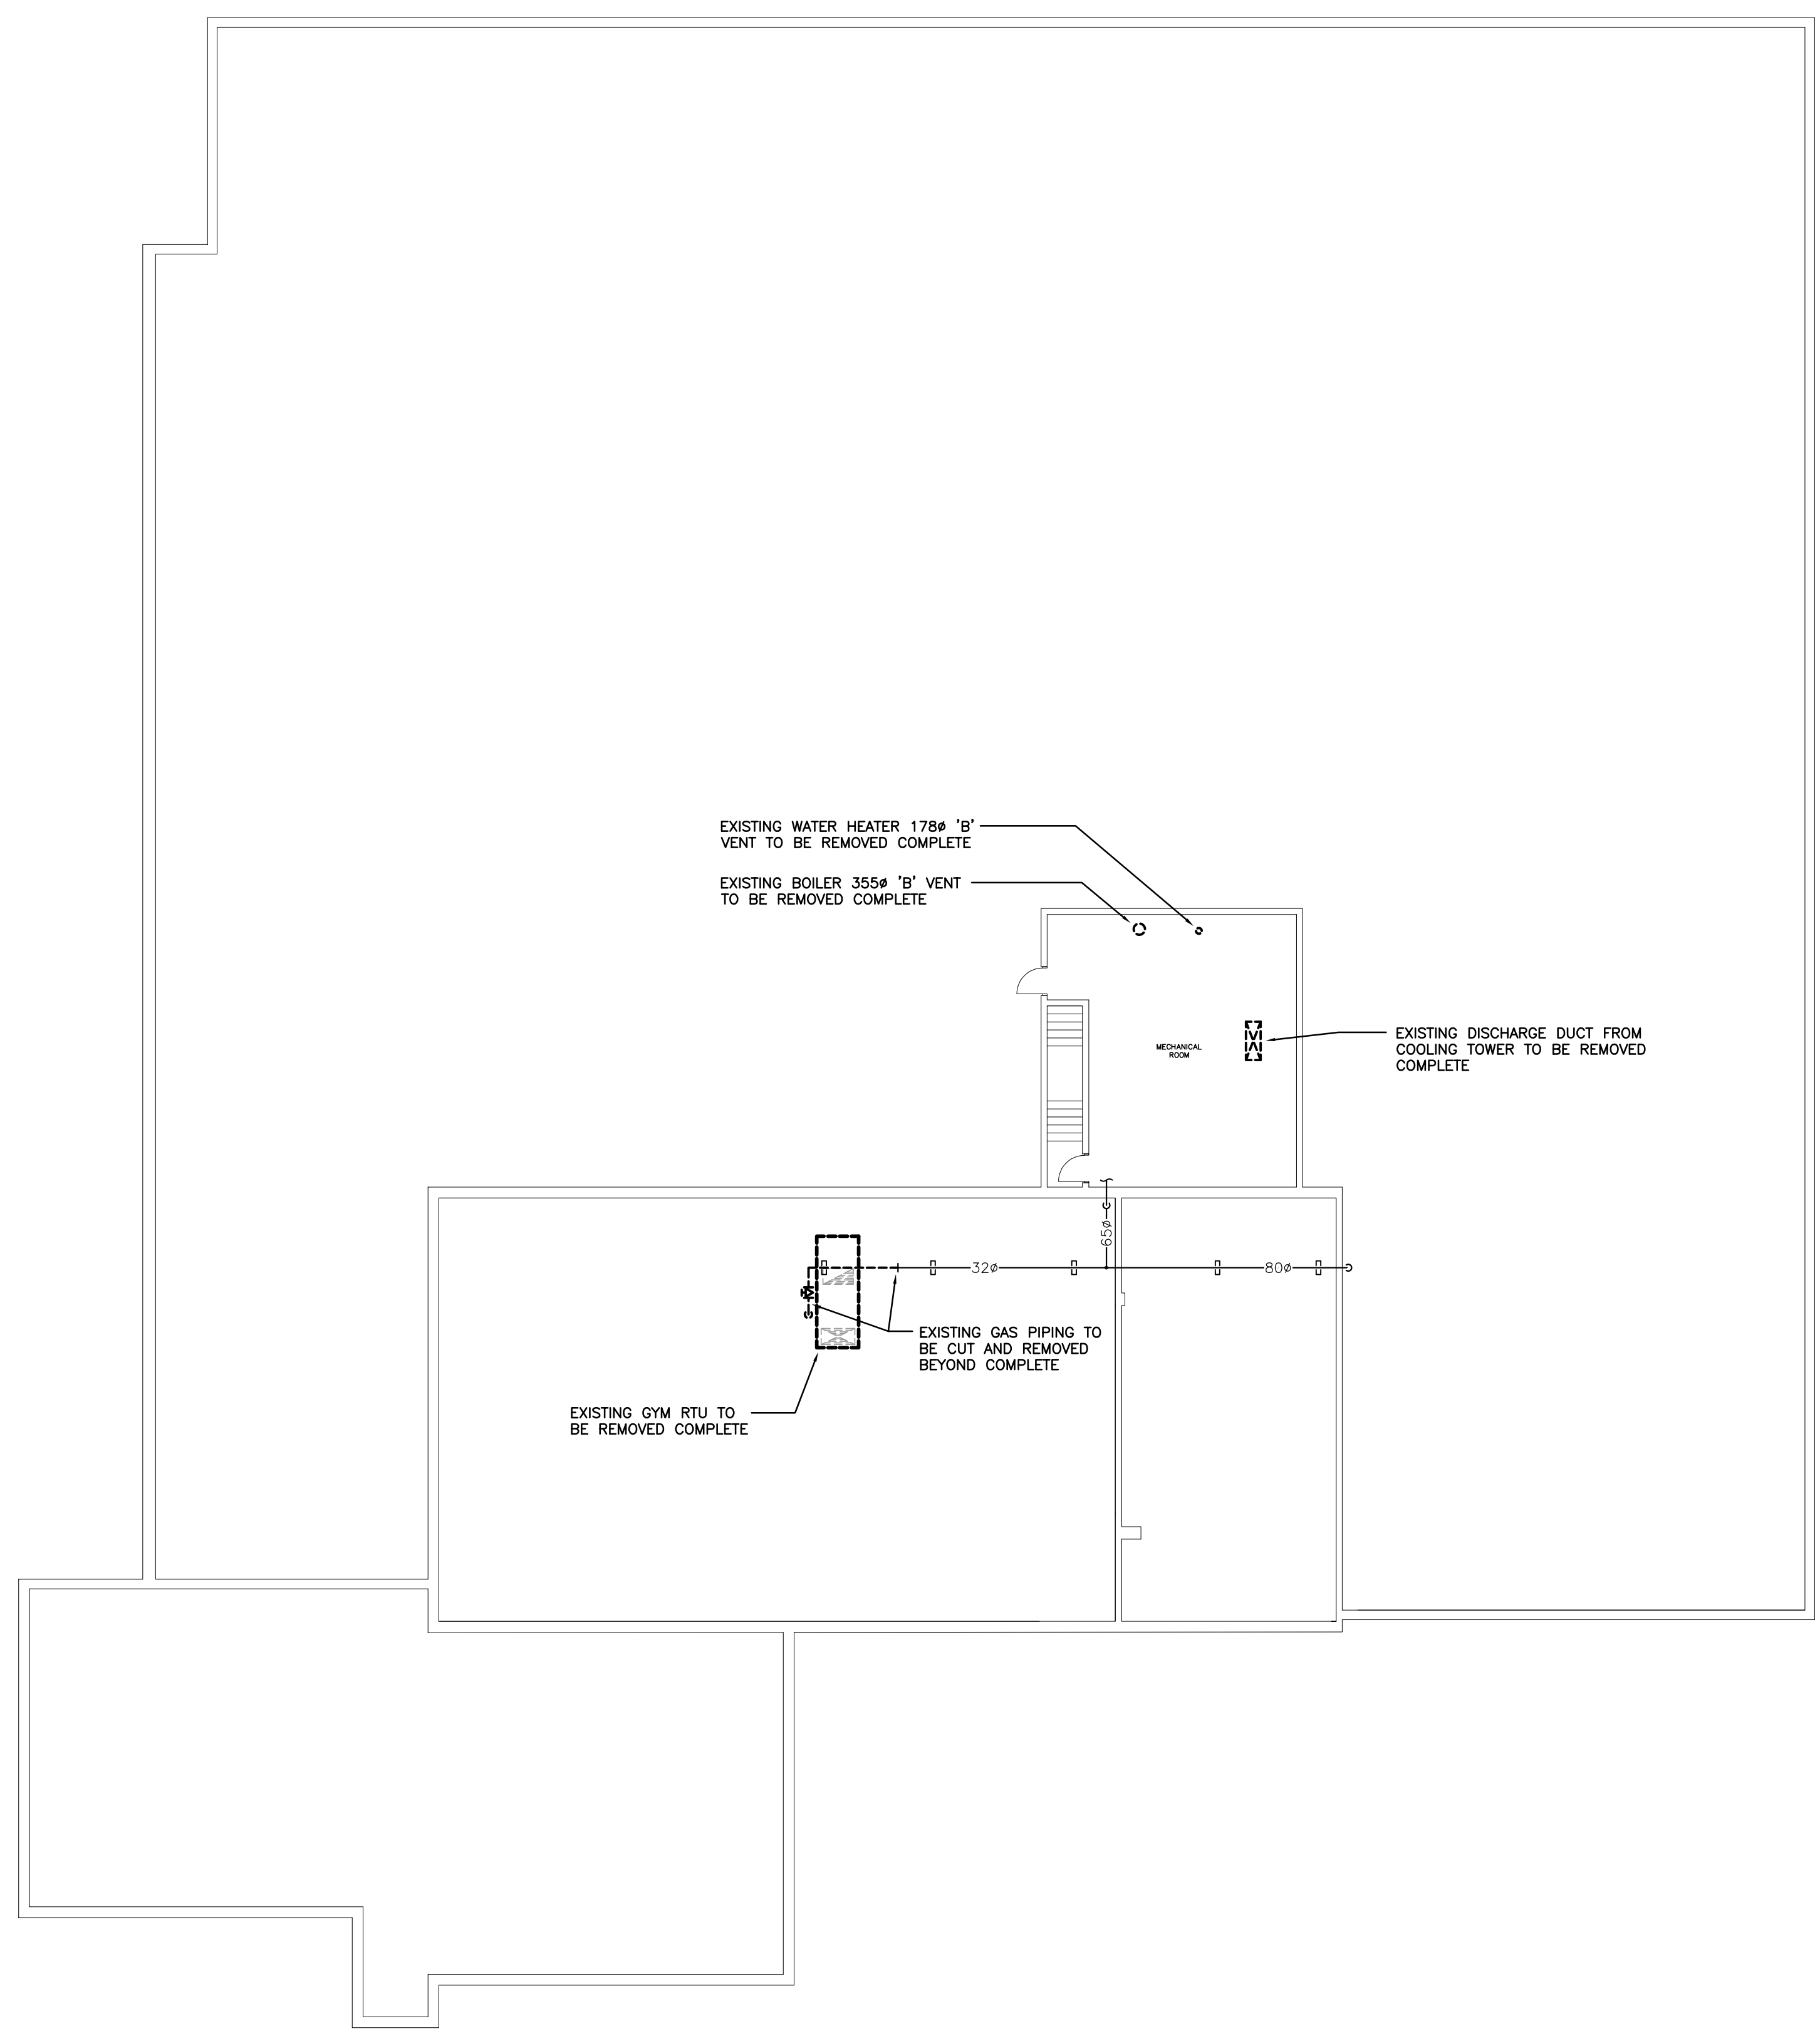 EXISTING WATER HEATER 178ø 'B'
VENT TO BE REMOVED COMPLETE
EXISTING BOILER 355ø 'B' VENT
TO BE REMOVED COMPLETE
EXISTING DISCHARGE DUCT FROM
COOLING TOWER TO BE REMOVED
COMPLETE
MECHANICAL
ROOM
65ø
32ø
80ø
EXISTING GAS PIPING TO
BE CUT AND REMOVED
BEYOND COMPLETE
EXISTING GYM RTU TO
BE REMOVED COMPLETE